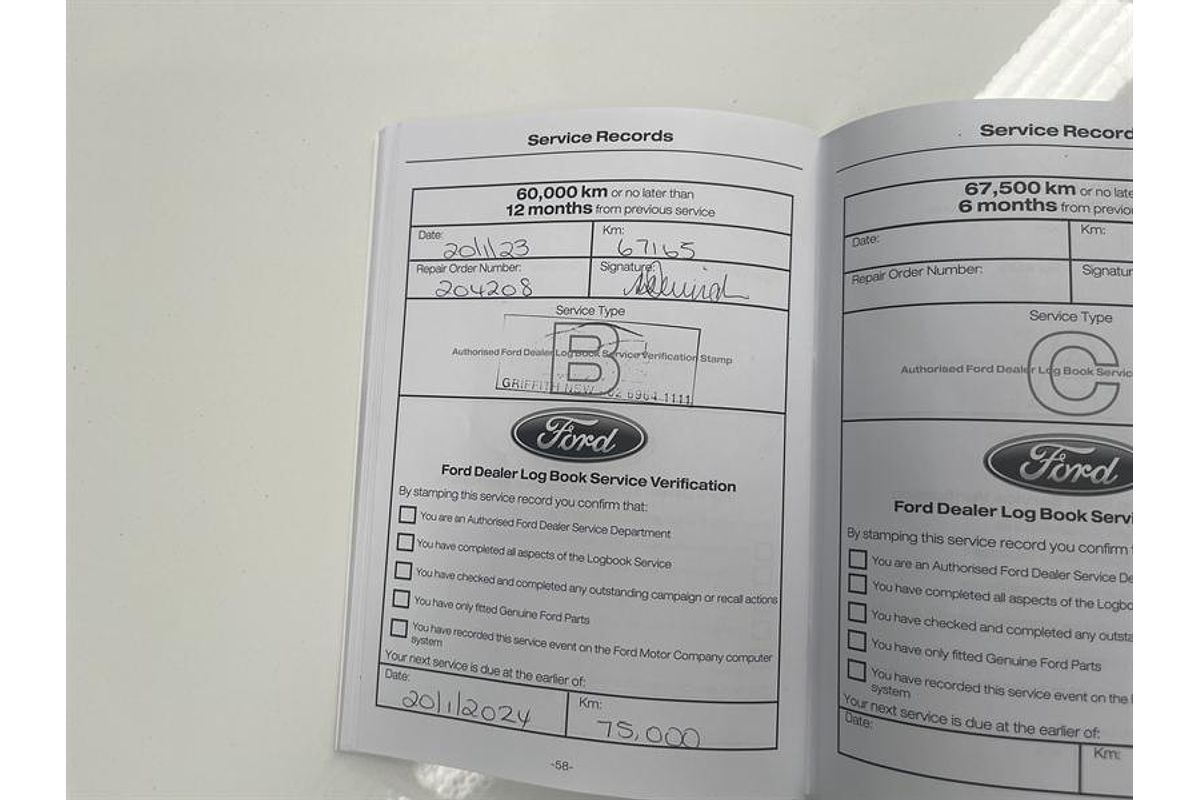 Service Records
60,000 km or no later than
12 months from previous service
Date:
20/1/23
Km:
67165
Repair Order Number:
204208
Signature:
Service Type
B
Authorised Ford Dealer Log Book Service Verification Stamp
GRIFFITH NSW 02 6964 1111
Ford
Ford Dealer Log Book Service Verification
By stamping this service record you confirm that:
You are an Authorised Ford Dealer Service Department
You have completed all aspects of the Logbook Service
You have checked and completed any outstanding campaign or recall actions
You have only fitted Genuine Ford Parts
You have recorded this service event on the Ford Motor Company computer
system
Your next service is due at the earlier of:
Date:
20/1/2024
Km:
75,000
-58-
Service Record
67,500 km or no late
6 months from previo
Date:
Km:
Repair Order Number:
Signatur
Service Type
C
Authorised Ford Dealer Log Book Servic
Ford
Ford Dealer Log Book Servi
By stamping this service record you confirm
You are an Authorised Ford Dealer Service De
You have completed all aspects of the Logbo
You have checked and completed any outsta
You have only fitted Genuine Ford Parts
You have recorded this service event on the
system
Your next service is due at the earlier of:
Date:
Km: